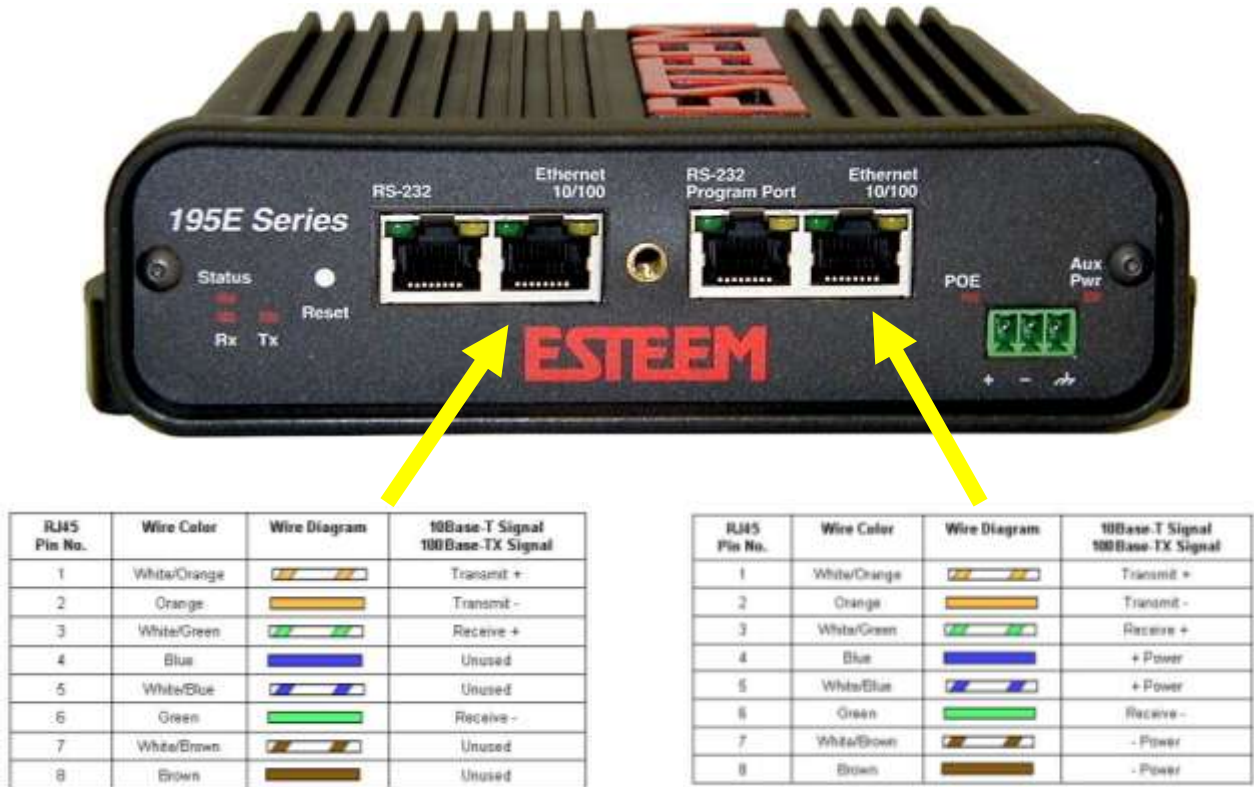 ESTEEM
RS-232
Ethernet
10/100
RS-232
Program Port
Ethernet
10/100
195E Series
Status
Reset
Rx Tx
POE
Aux
Pwr
ESTEEM
+ -
RJ45 Pin No. Wire Color Wire Diagram 10Base-T Signal 100Base-TX Signal
1 White/Orange Transmit +
2 Orange Transmit -
3 White/Green Receive +
4 Blue Unused
5 White/Blue Unused
6 Green Receive -
7 White/Brown Unused
8 Brown Unused
RJ45 Pin No. Wire Color Wire Diagram 10Base-T Signal 100Base-TX Signal
1 White/Orange Transmit +
2 Orange Transmit -
3 White/Green Receive +
4 Blue + Power
5 White/Blue + Power
6 Green Receive -
7 White/Brown - Power
8 Brown - Power